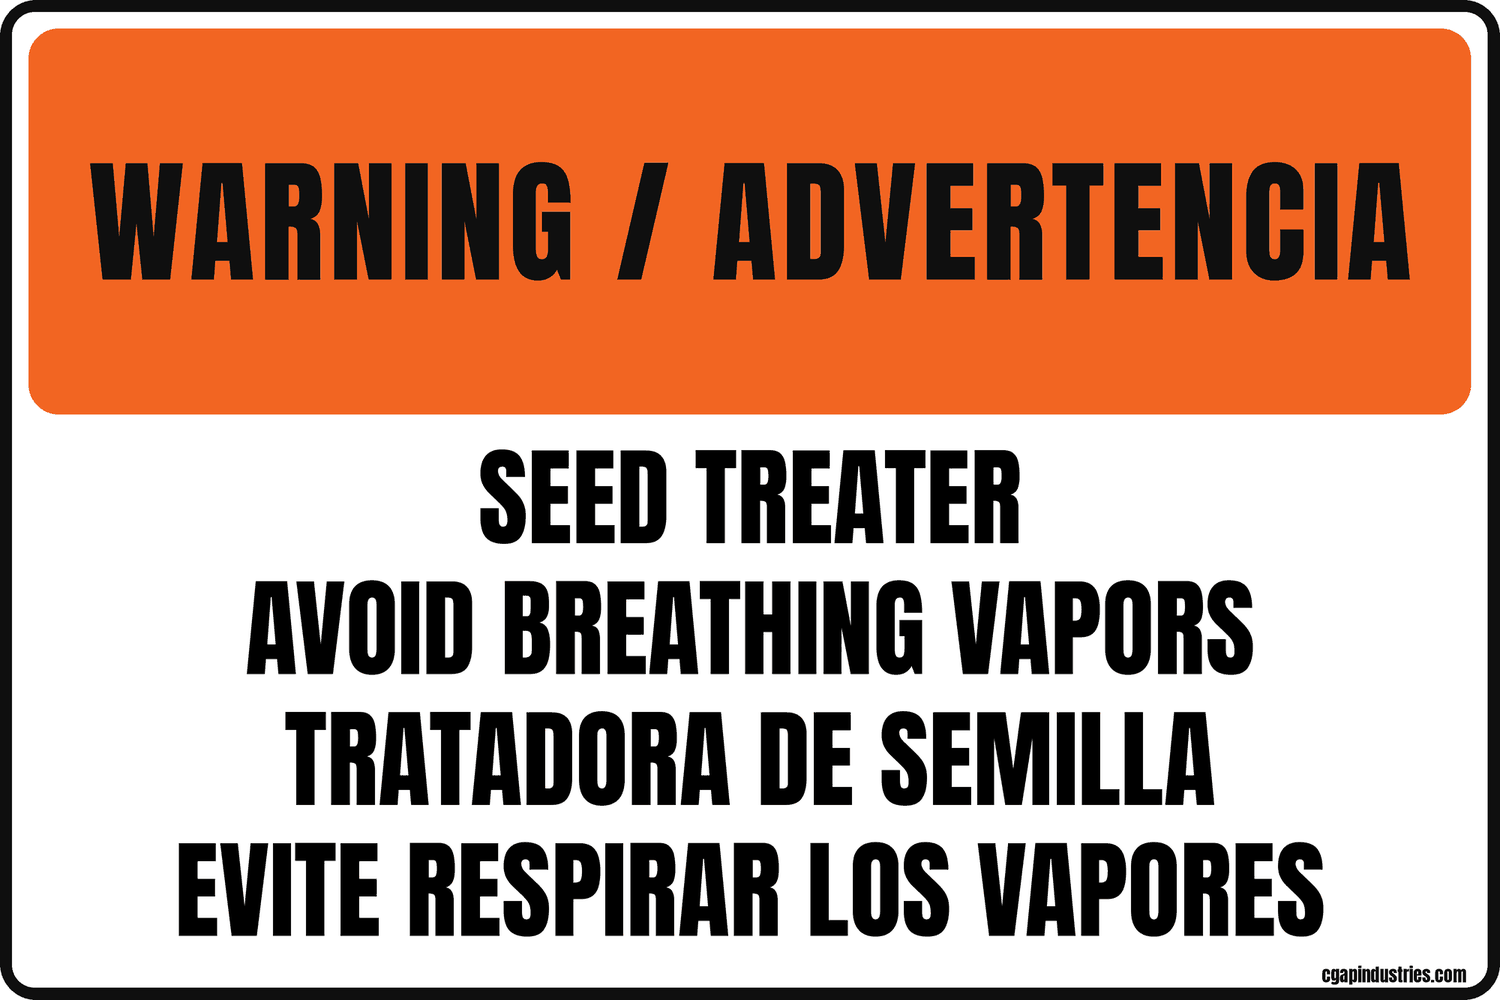 WARNING / ADVERTENCIA
SEED TREATER
AVOID BREATHING VAPORS
TRATADORA DE SEMILLA
EVITE RESPIRAR LOS VAPORES
cgapindustries.com